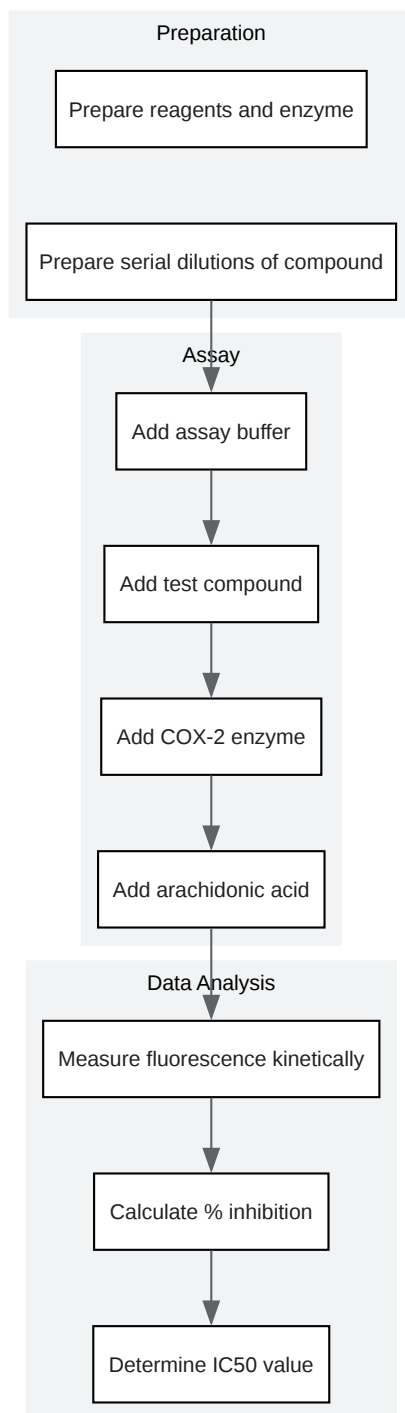 Preparation
Prepare reagents and enzyme
Prepare serial dilutions of compound
Assay
Add assay buffer
Add test compound
Add COX-2 enzyme
Add arachidonic acid
Data Analysis
Measure fluorescence kinetically
Calculate % inhibition
Determine IC50 value